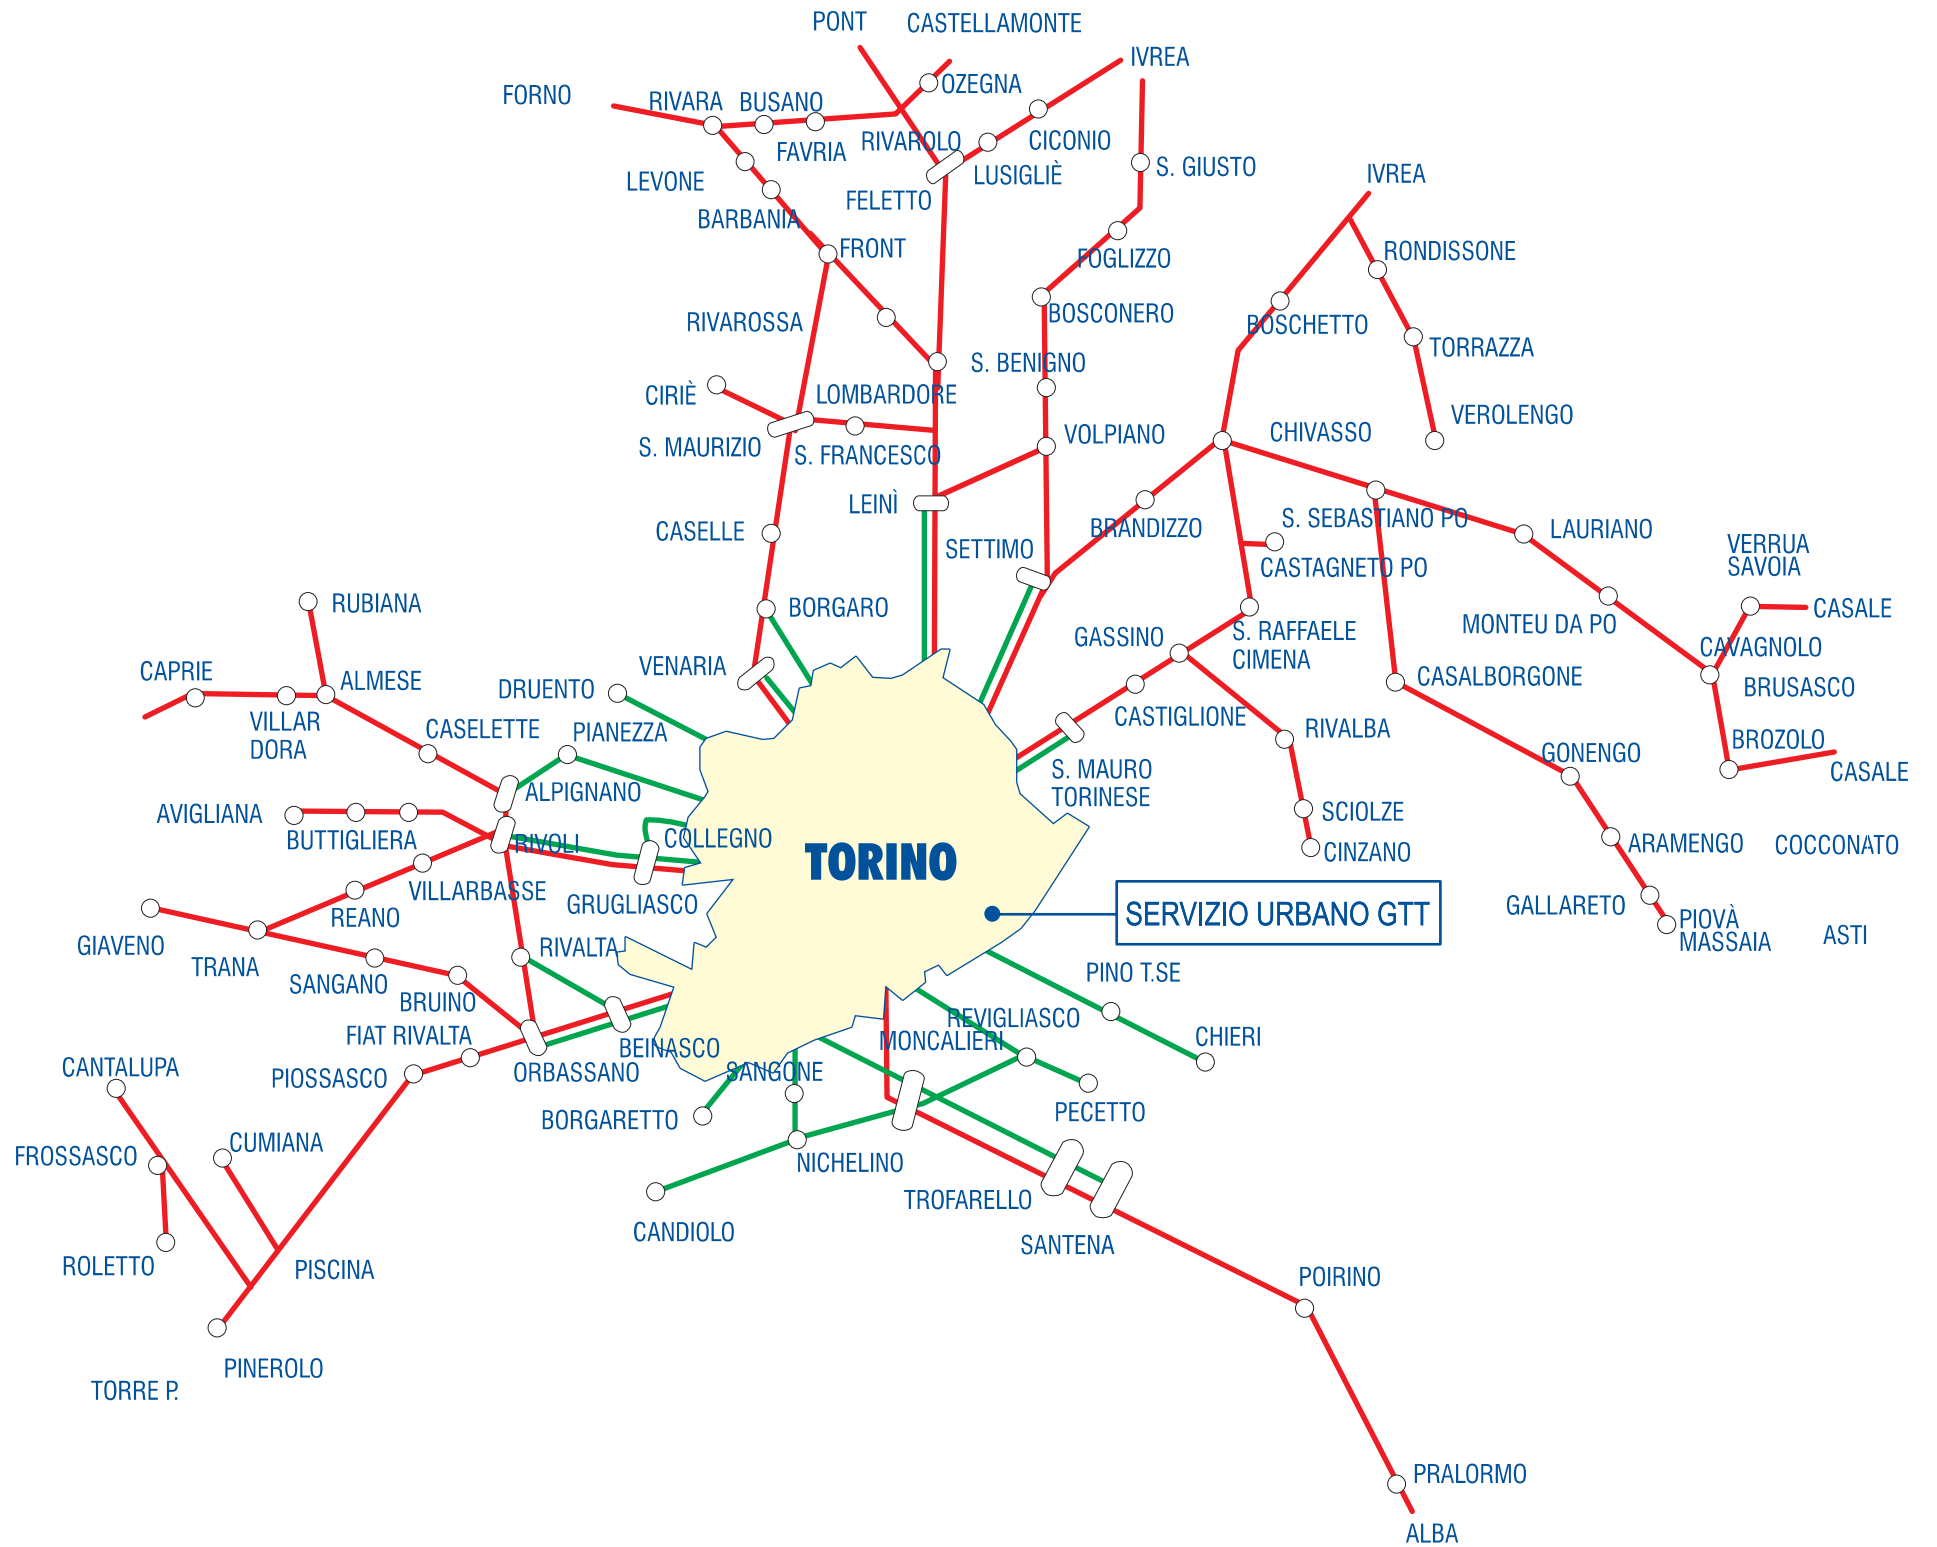 PONT
CASTELLAMONTE
IVREA
FORNO
RIVARA
BUSANO
OZEGNA
FAVRIA
RIVAROLO
CICONIO
LEVONE
LUSIGLIÈ
S. GIUSTO
IVREA
FELETTO
BARBANIA
FRONT
FOGLIZZO
RONDISSONE
RIVAROSSA
BOSCONERO
BOSCHETTO
TORRAZZA
S. BENIGNO
CIRIÈ
LOMBARDORE
VEROLENGO
S. MAURIZIO
S. FRANCESCO
VOLPIANO
CHIVASSO
LEINÌ
CASELLE
SETTIMO
BRANDIZZO
S. SEBASTIANO PO
LAURIANO
VERRUA
SAVOIA
CASTAGNETO PO
RUBIANA
BORGARO
CASALE
GASSINO
S. RAFFAELE
CIMENA
MONTEU DA PO
CAVAGNOLO
CAPRIE
ALMESE
DRUENTO
VENARIA
CASALBORGONE
BRUSASCO
VILLAR
DORA
CASELETTE
PIANEZZA
CASTIGLIONE
RIVALBA
BROZOLO
GONENGO
CASALE
S. MAURO
TORINESE
ALPIGNANO
AVIGLIANA
BUTTIGLIERA
RIVOLI
COLLEGNO
TORINO
SCIOLZE
CINZANO
ARAMENGO
COCCONATO
VILLARBASSE
GRUGLIASCO
REANO
SERVIZIO URBANO GTT
GALLARETO
PIOVÀ
MASSAIA
ASTI
GIAVENO
TRANA
RIVALTA
SANGANO
BRUINO
PINO T.SE
FIAT RIVALTA
BEINASCO
REVIGLIASCO
MONCALIERI
CHIERI
CANTALUPA
PIOSSASCO
ORBASSANO
SANGONE
BORGARETTO
PECETTO
CUMIANA
FROSSASCO
NICHELINO
TROFARELLO
CANDIOLO
SANTENA
ROLETTO
PISCINA
POIRINO
PINEROLO
TORRE P.
PRALORMO
ALBA